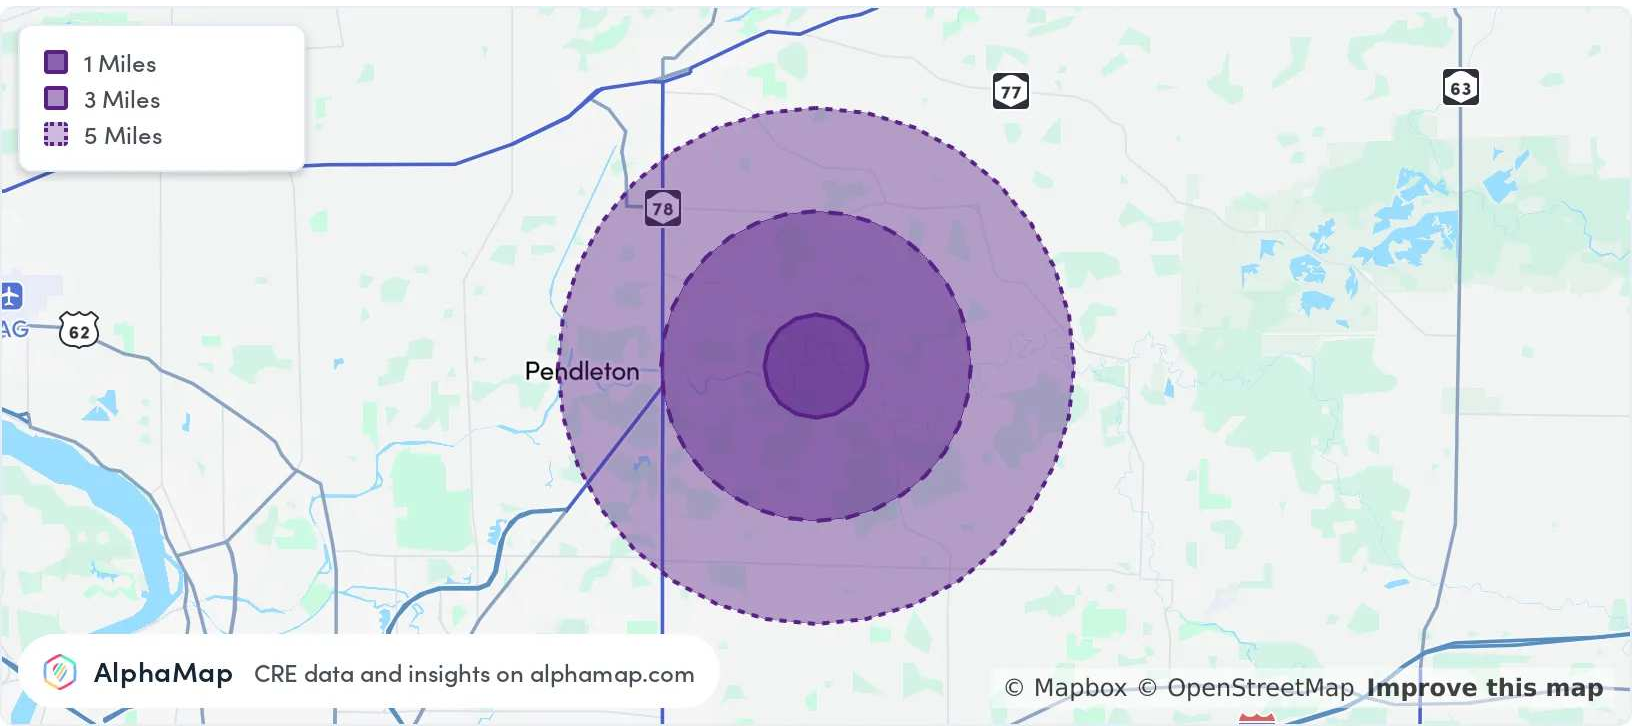 1 Miles
3 Miles
5 Miles
77
63
78
AG
62
Pendleton
AlphaMap CRE data and insights on alphamap.com
© Mapbox © OpenStreetMap Improve this map